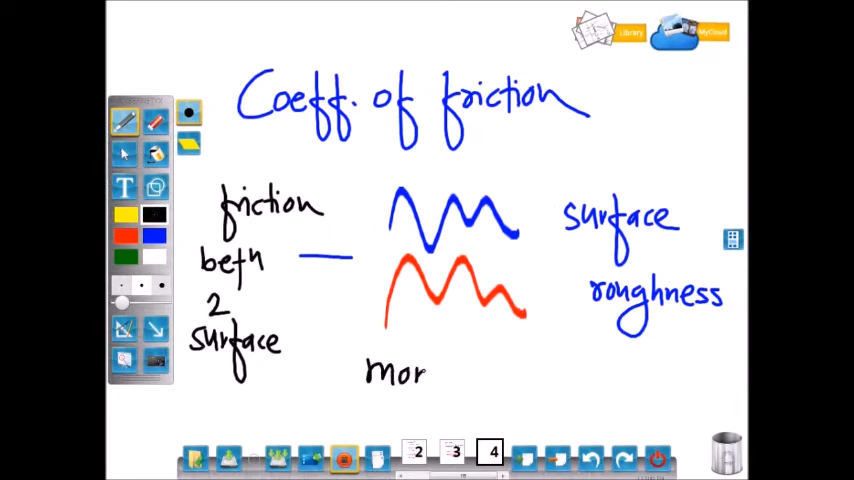 Library
MyCloud
Coeff. of friction
friction
betn
2
surface
surface
roughness
mor
T
2
3
4